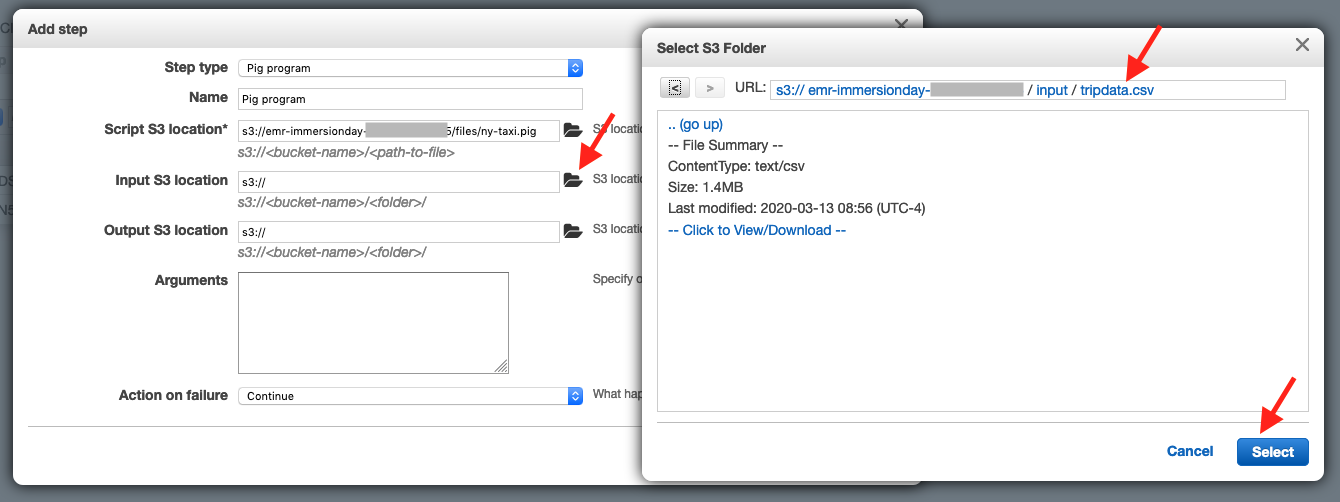 Add step
Step type Pig program
Name Pig program
Script S3 location* s3://emr-immersionday- 5/files/ny-taxi.pig
s3://<bucket-name>/<path-to-file>
Input S3 location s3:// S3 locatio
s3://<bucket-name>/<folder>/
Output S3 location s3:// S3 locatio
s3://<bucket-name>/<folder>/
Arguments Specify o
Action on failure Continue What hap
Select S3 Folder
URL: s3:// emr-immersionday- / input / tripdata.csv
.. (go up)
-- File Summary --
ContentType: text/csv
Size: 1.4MB
Last modified: 2020-03-13 08:56 (UTC-4)
-- Click to View/Download --
Cancel Select